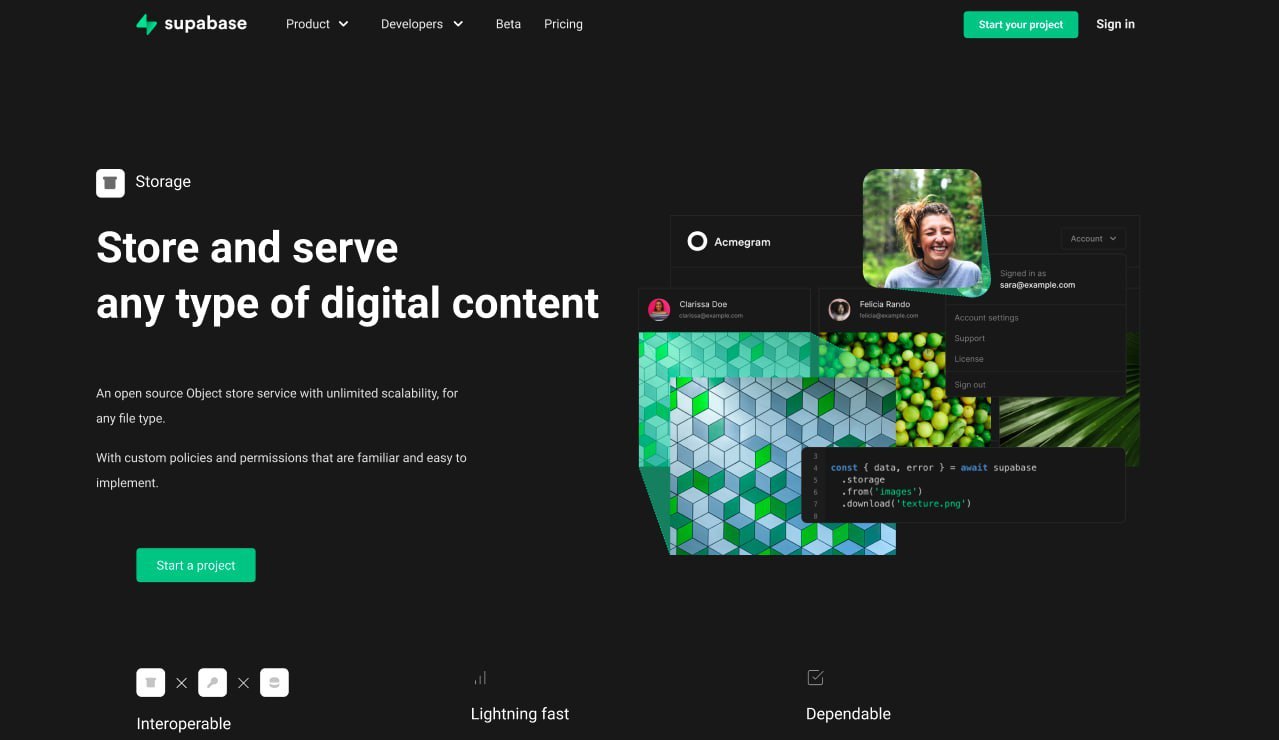 supabase
Product
Developers
Beta
Pricing
Start your project
Sign in
Storage
Store and serve
any type of digital content
An open source Object store service with unlimited scalability, for
any file type.
With custom policies and permissions that are familiar and easy to
implement.
Start a project
Acmegram
Account
Signed in as
sara@example.com
Clarissa Doe
clarissa@example.com
Felicia Rando
felicia@example.com
Account settings
Support
License
Sign out
3
4 const { data, error } = await supabase
5 .storage
6 .from('images')
7 .download('texture.png')
8
Interoperable
Lightning fast
Dependable